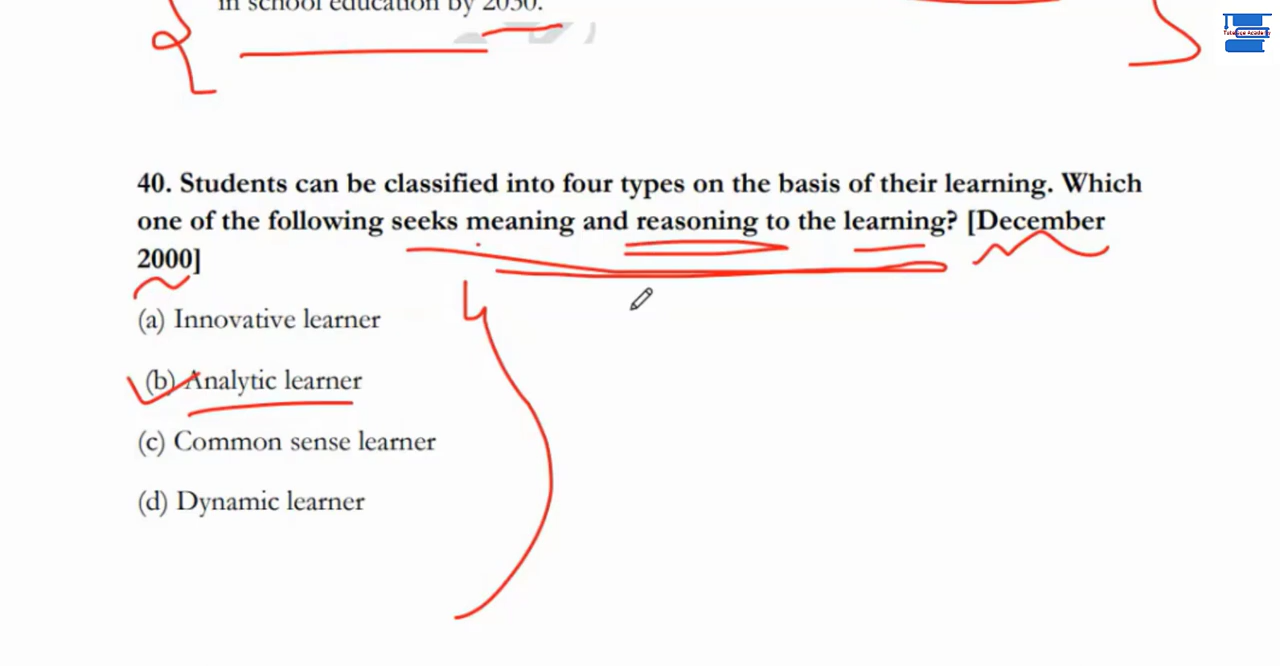 in school education by 2030.
40. Students can be classified into four types on the basis of their learning. Which
one of the following seeks meaning and reasoning to the learning? [December
2000]
(a) Innovative learner
(b) Analytic learner
(c) Common sense learner
(d) Dynamic learner